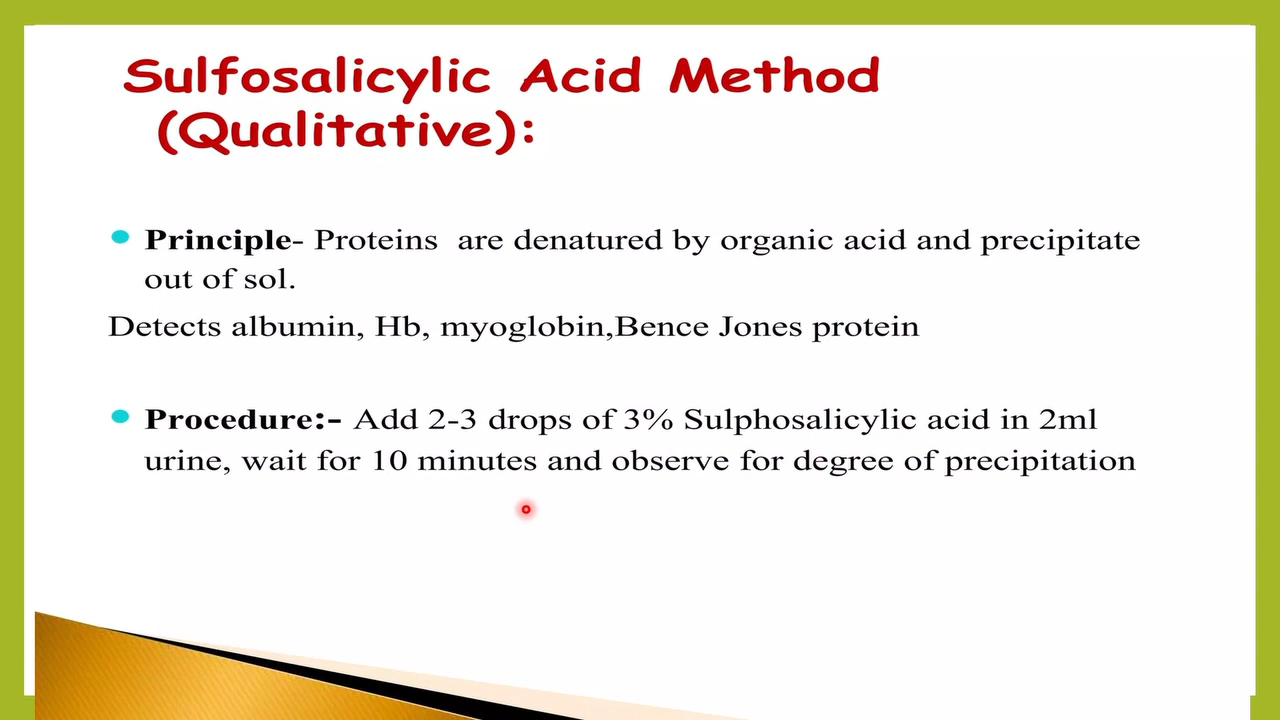 Sulfosalicylic Acid Method
(Qualitative):
Principle- Proteins are denatured by organic acid and precipitate
out of sol.
Detects albumin, Hb, myoglobin,Bence Jones protein
Procedure:- Add 2-3 drops of 3% Sulphosalicylic acid in 2ml
urine, wait for 10 minutes and observe for degree of precipitation